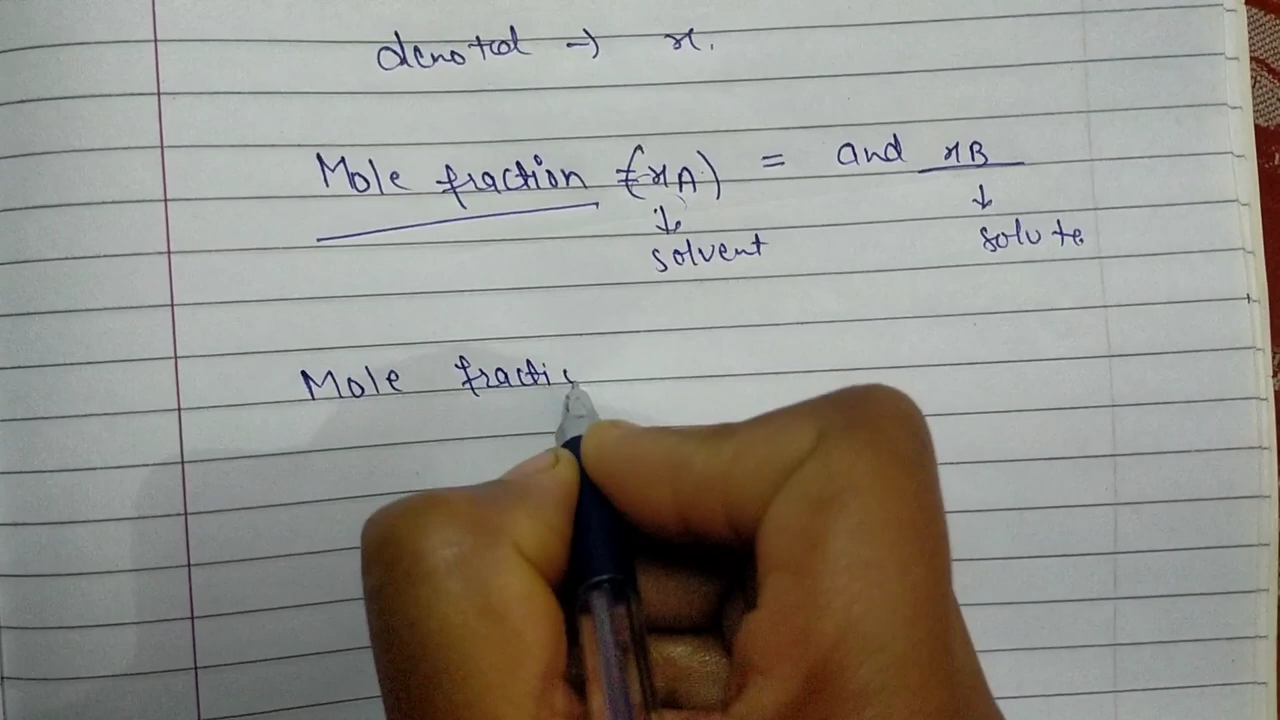 denoted → x.
Mole fraction (xA) = and xB
↓ ↓
solvent solute
Mole fracti